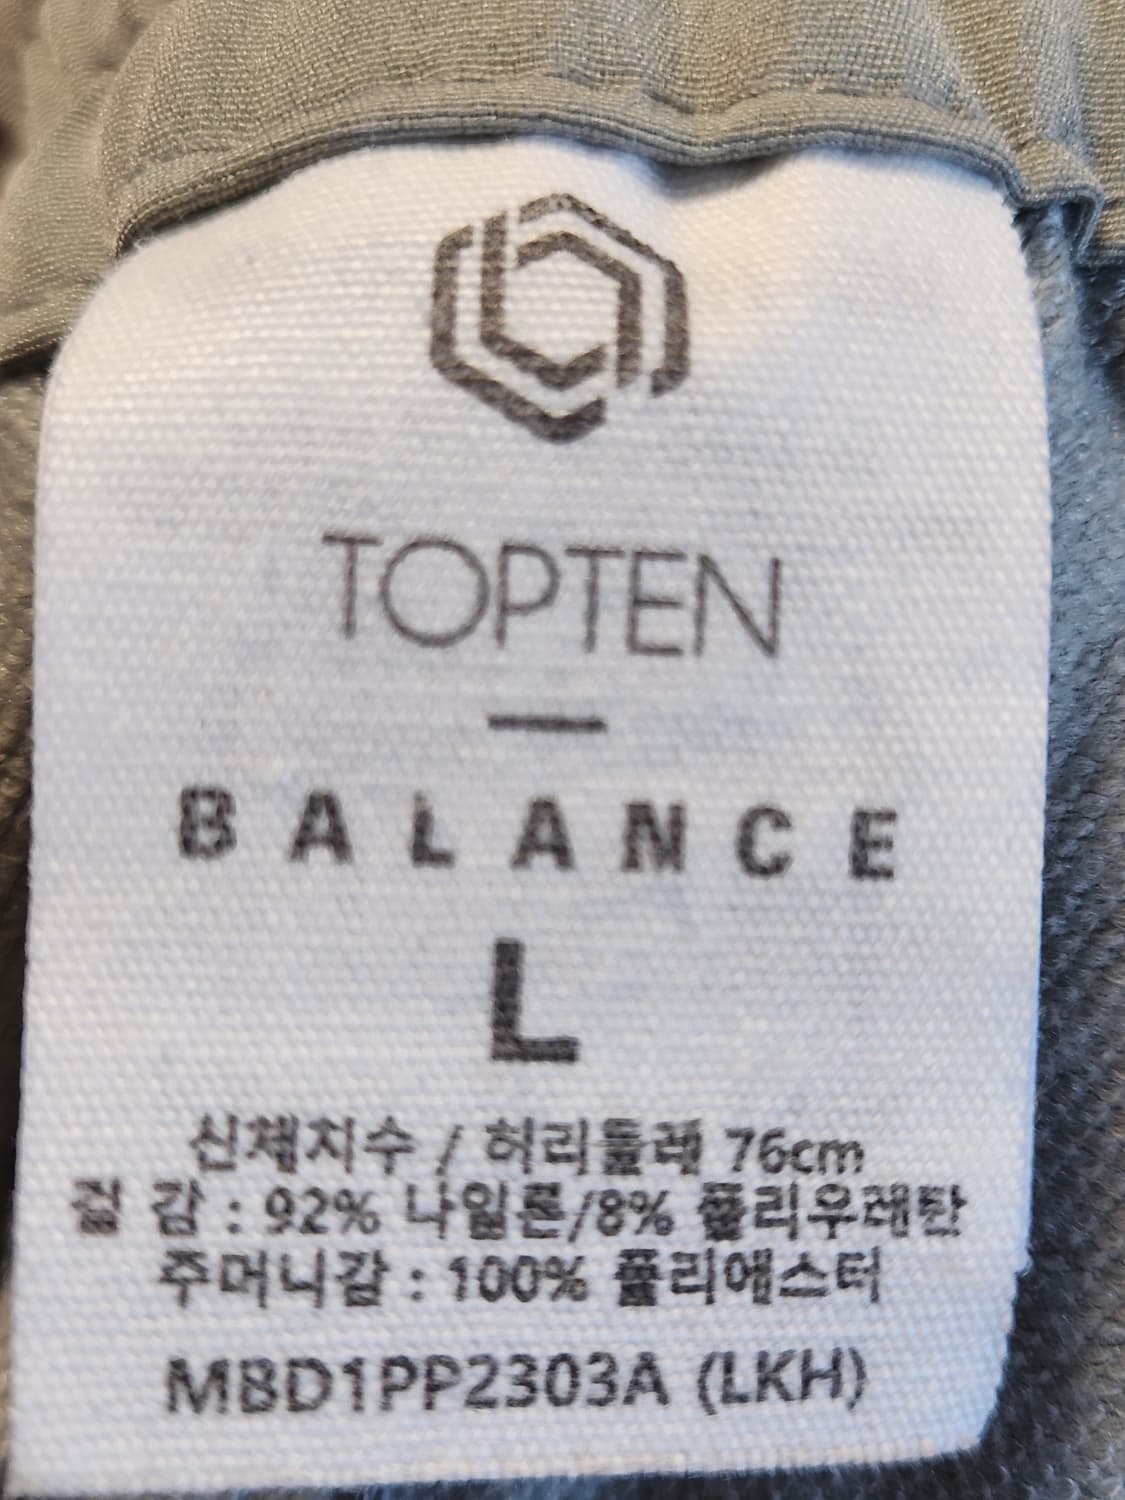 TOPTEN
BALANCE
L
신체치수 / 허리둘레 76cm
겉 감 : 92% 나일론/8% 폴리우레탄
주머니감 : 100% 폴리에스터
MBD1PP2303A (LKH)